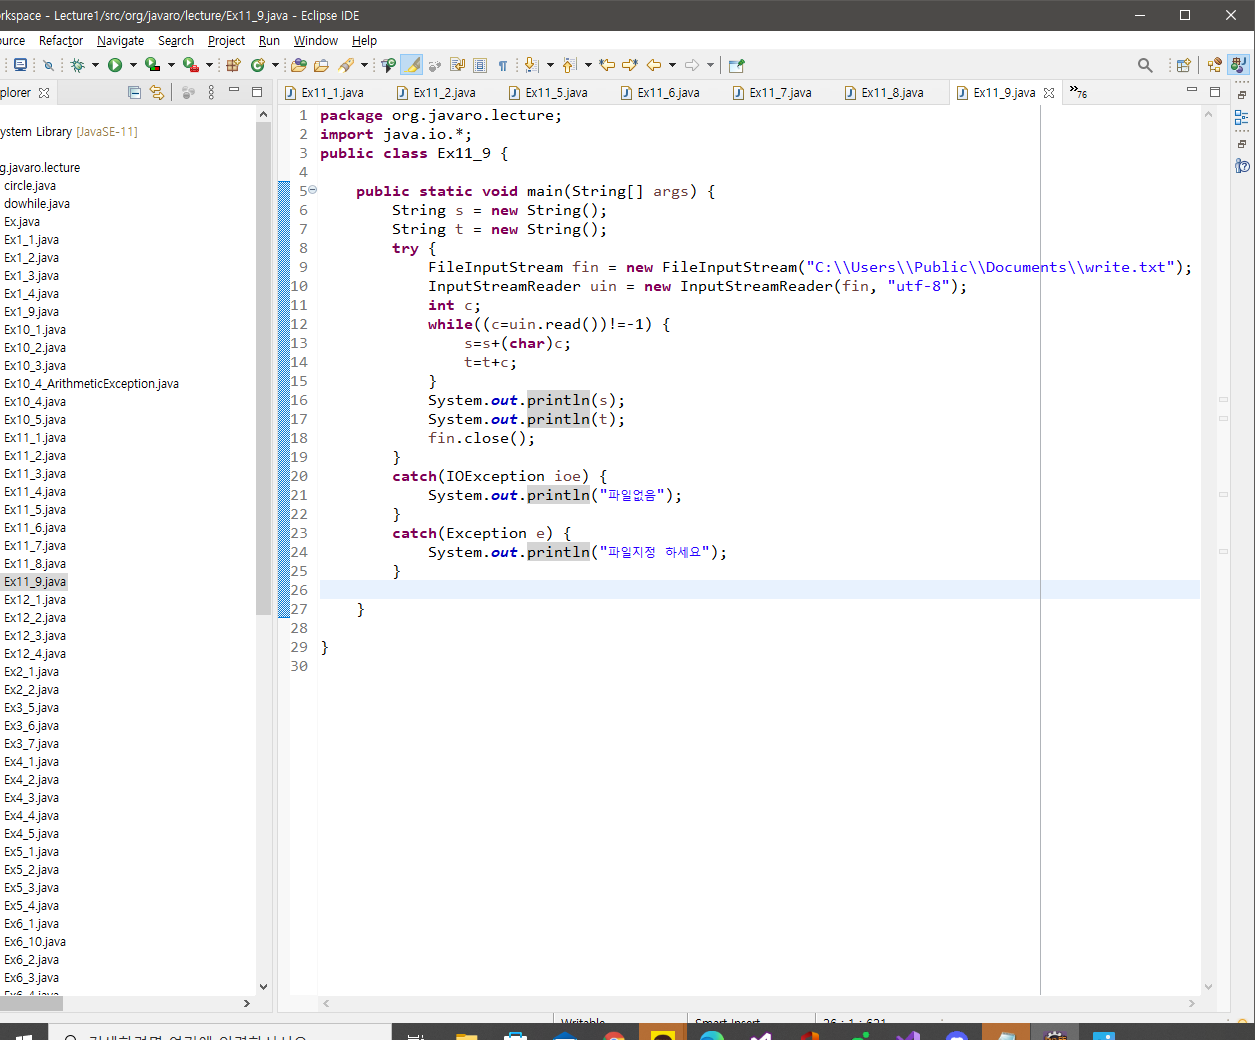 rkspace - Lecture1/src/org/javaro/lecture/Ex11_9.java - Eclipse IDE
ource Refactor Navigate Search Project Run Window Help
plorer
Ex11_1.java Ex11_2.java Ex11_5.java Ex11_6.java Ex11_7.java Ex11_8.java Ex11_9.java »76
ystem Library [JavaSE-11]
g.javaro.lecture
circle.java
dowhile.java
Ex.java
Ex1_1.java
Ex1_2.java
Ex1_3.java
Ex1_4.java
Ex1_9.java
Ex10_1.java
Ex10_2.java
Ex10_3.java
Ex10_4_ArithmeticException.java
Ex10_4.java
Ex10_5.java
Ex11_1.java
Ex11_2.java
Ex11_3.java
Ex11_4.java
Ex11_5.java
Ex11_6.java
Ex11_7.java
Ex11_8.java
Ex11_9.java
Ex12_1.java
Ex12_2.java
Ex12_3.java
Ex12_4.java
Ex2_1.java
Ex2_2.java
Ex3_5.java
Ex3_6.java
Ex3_7.java
Ex4_1.java
Ex4_2.java
Ex4_3.java
Ex4_4.java
Ex4_5.java
Ex5_1.java
Ex5_2.java
Ex5_3.java
Ex5_4.java
Ex6_1.java
Ex6_10.java
Ex6_2.java
Ex6_3.java
Ex6_4.java
1 package org.javaro.lecture;
2 import java.io.*;
3 public class Ex11_9 {
4
5 public static void main(String[] args) {
6 String s = new String();
7 String t = new String();
8 try {
9 FileInputStream fin = new FileInputStream("C:\\Users\\Public\\Documents\\write.txt");
10 InputStreamReader uin = new InputStreamReader(fin, "utf-8");
11 int c;
12 while((c=uin.read())!=-1) {
13 s=s+(char)c;
14 t=t+c;
15 }
16 System.out.println(s);
17 System.out.println(t);
18 fin.close();
19 }
20 catch(IOException ioe) {
21 System.out.println("파일없음");
22 }
23 catch(Exception e) {
24 System.out.println("파일지정 하세요");
25 }
26
27 }
28
29 }
30
Writable Smart Insert 26 : 1 : 621